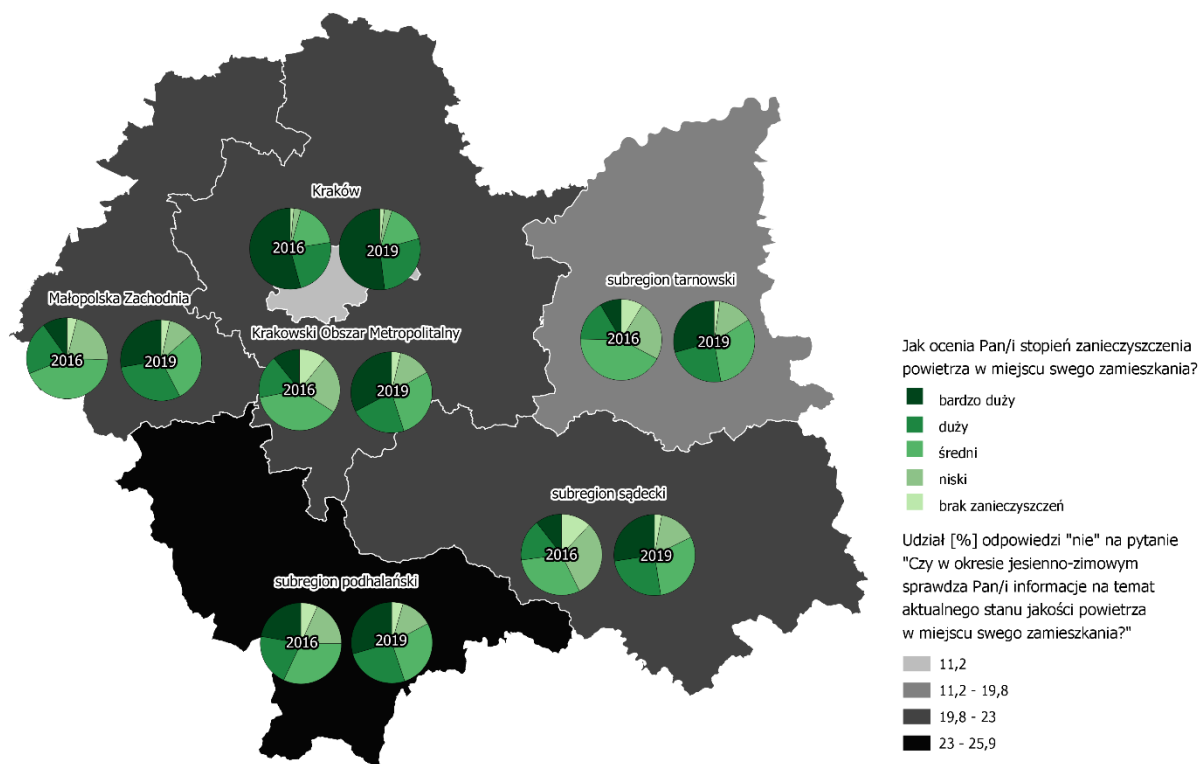 Kraków
2016
2019
Małopolska Zachodnia
2016
2019
Krakowski Obszar Metropolitalny
2016
2019
subregion tarnowski
2016
2019
subregion sądecki
2016
2019
subregion podhalański
2016
2019
Jak ocenia Pan/i stopień zanieczyszczenia
powietrza w miejscu swego zamieszkania?
bardzo duży
duży
średni
niski
brak zanieczyszczeń
Udział [%] odpowiedzi "nie" na pytanie
"Czy w okresie jesienno-zimowym
sprawdza Pan/i informacje na temat
aktualnego stanu jakości powietrza
w miejscu swego zamieszkania?"
11,2
11,2 - 19,8
19,8 - 23
23 - 25,9